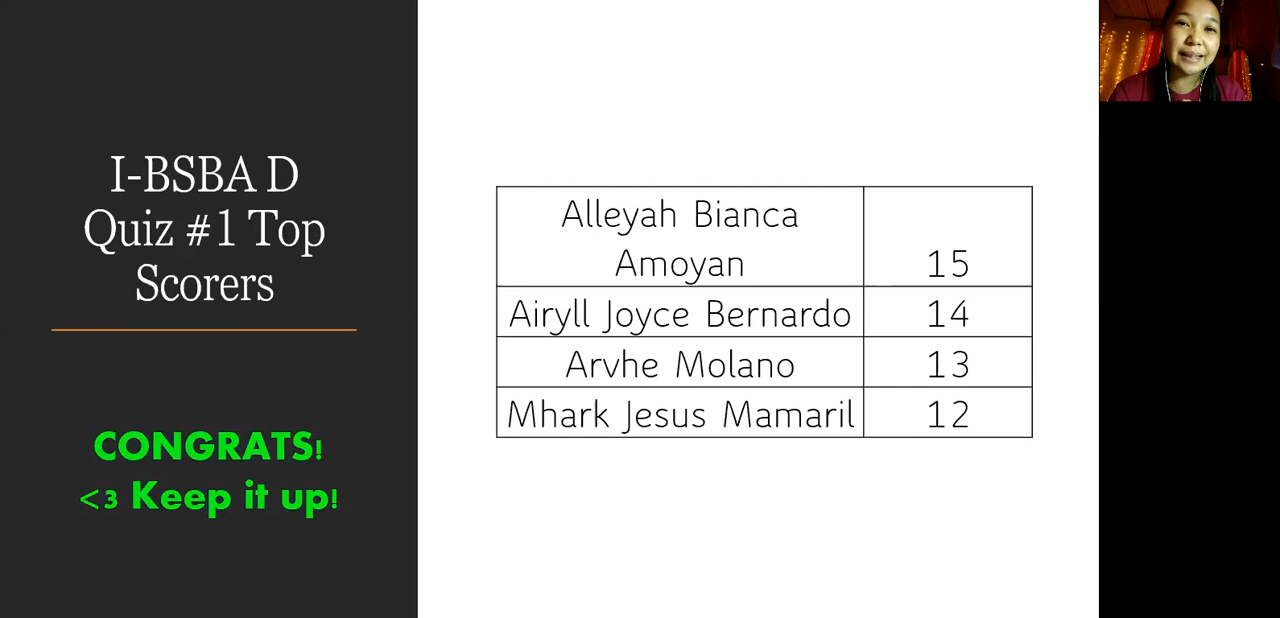 I-BSBA D
Quiz #1 Top
Scorers
CONGRATS!
<3 Keep it up!
Alleyah Bianca
Amoyan 15
Airyll Joyce Bernardo 14
Arvhe Molano 13
Mhark Jesus Mamaril 12